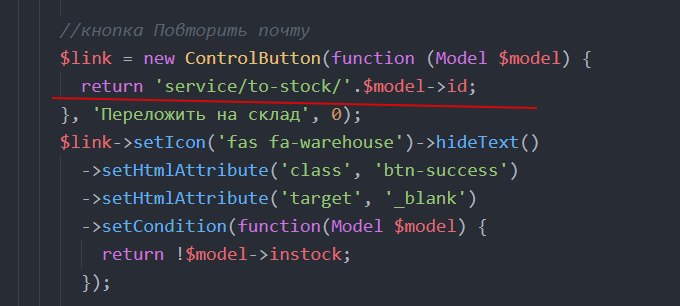 //кнопка Повторить почту
$link = new ControlButton(function (Model $model) {
return 'service/to-stock/'.$model->id;
}, 'Переложить на склад', 0);
$link->setIcon('fas fa-warehouse')->hideText()
->setHtmlAttribute('class', 'btn-success')
->setHtmlAttribute('target', '_blank')
->setCondition(function(Model $model) {
return !$model->instock;
});